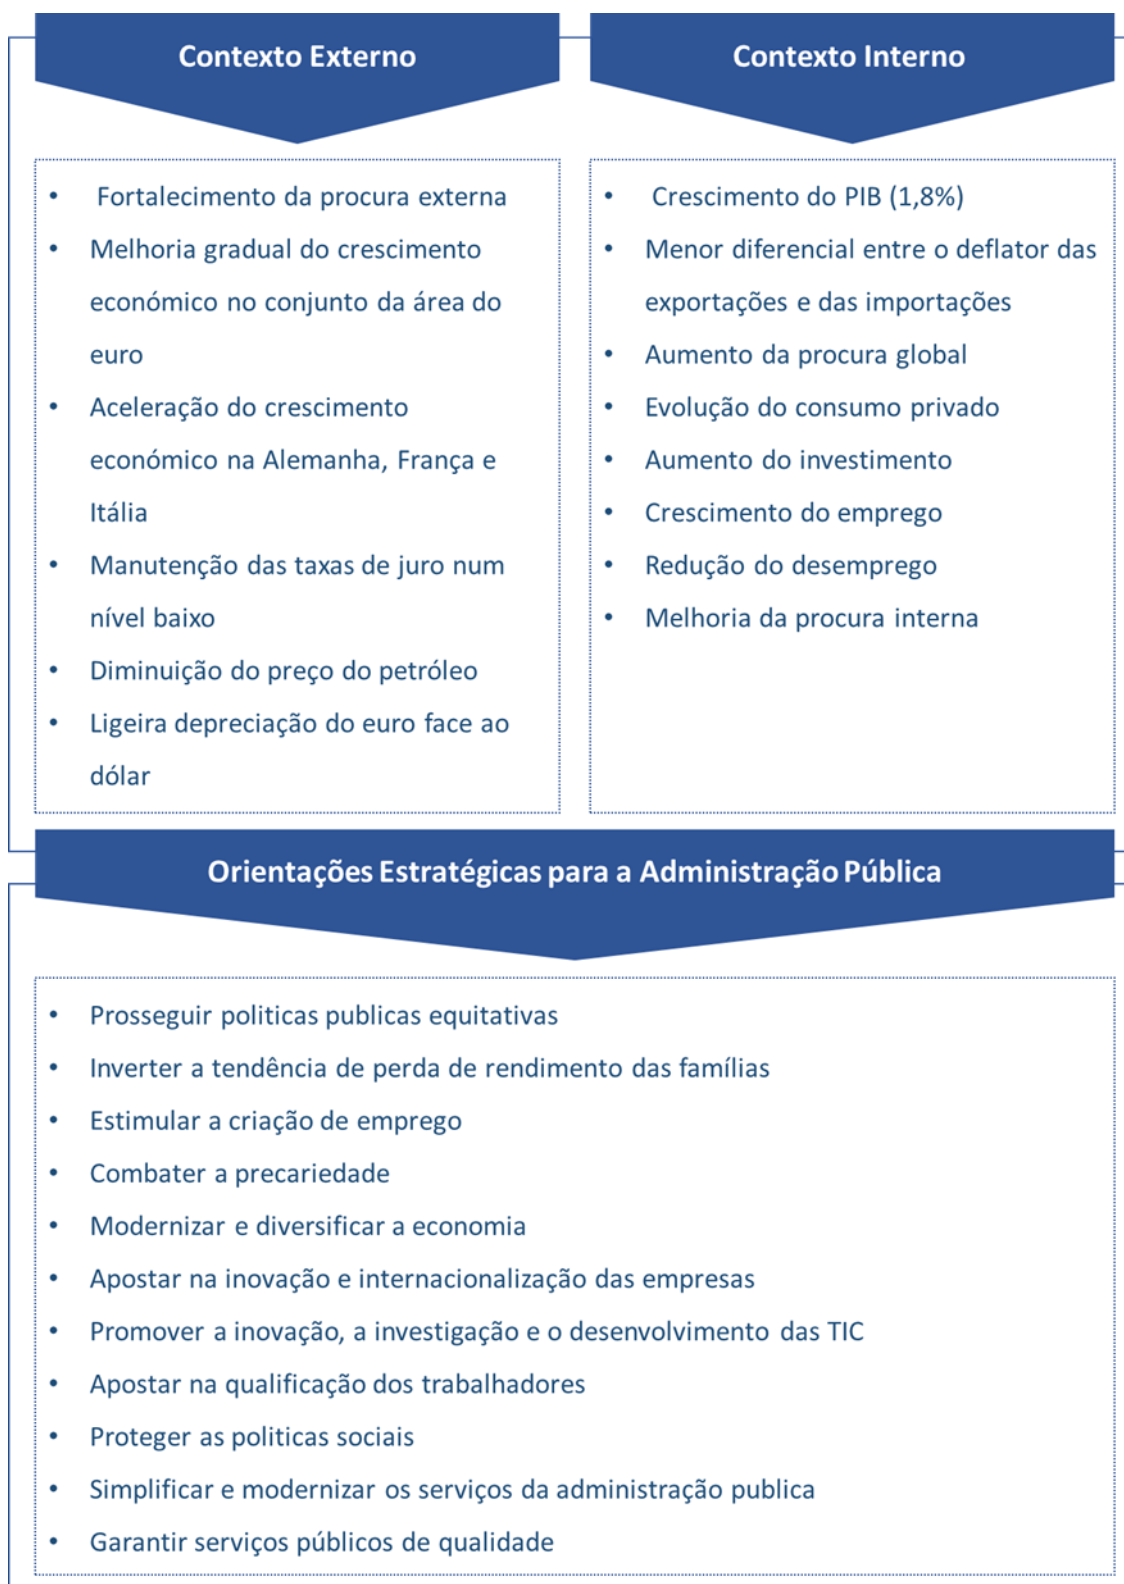 Contexto Externo
• Fortalecimento da procura externa
• Melhoria gradual do crescimento
económico no conjunto da área do
euro
• Aceleração do crescimento
económico na Alemanha, França e
Itália
• Manutenção das taxas de juro num
nível baixo
• Diminuição do preço do petróleo
• Ligeira depreciação do euro face ao
dólar
Contexto Interno
• Crescimento do PIB (1,8%)
• Menor diferencial entre o deflator das
exportações e das importações
• Aumento da procura global
• Evolução do consumo privado
• Aumento do investimento
• Crescimento do emprego
• Redução do desemprego
• Melhoria da procura interna
Orientações Estratégicas para a Administração Pública
• Prosseguir politicas publicas equitativas
• Inverter a tendência de perda de rendimento das famílias
• Estimular a criação de emprego
• Combater a precariedade
• Modernizar e diversificar a economia
• Apostar na inovação e internacionalização das empresas
• Promover a inovação, a investigação e o desenvolvimento das TIC
• Apostar na qualificação dos trabalhadores
• Proteger as politicas sociais
• Simplificar e modernizar os serviços da administração publica
• Garantir serviços públicos de qualidade